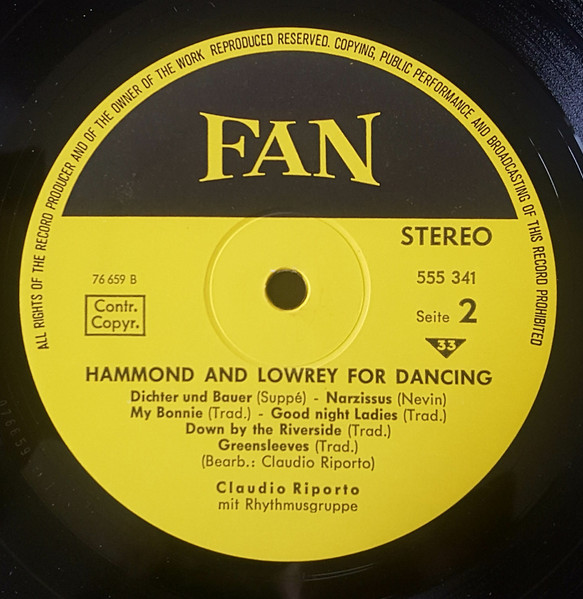 ALL RIGHTS OF THE RECORD PRODUCER AND OF THE OWNER OF THE WORK REPRODUCED RESERVED. COPYING, PUBLIC PERFORMANCE AND BROADCASTING OF THIS RECORD PROHIBITED
FAN
STEREO
76 659 B
555 341
Contr.
Copyr.
Seite 2
33
HAMMOND AND LOWREY FOR DANCING
Dichter und Bauer (Suppé) - Narzissus (Nevin)
My Bonnie (Trad.) - Good night Ladies (Trad.)
Down by the Riverside (Trad.)
Greensleeves (Trad.)
(Bearb.: Claudio Riporto)
Claudio Riporto
mit Rhythmusgruppe